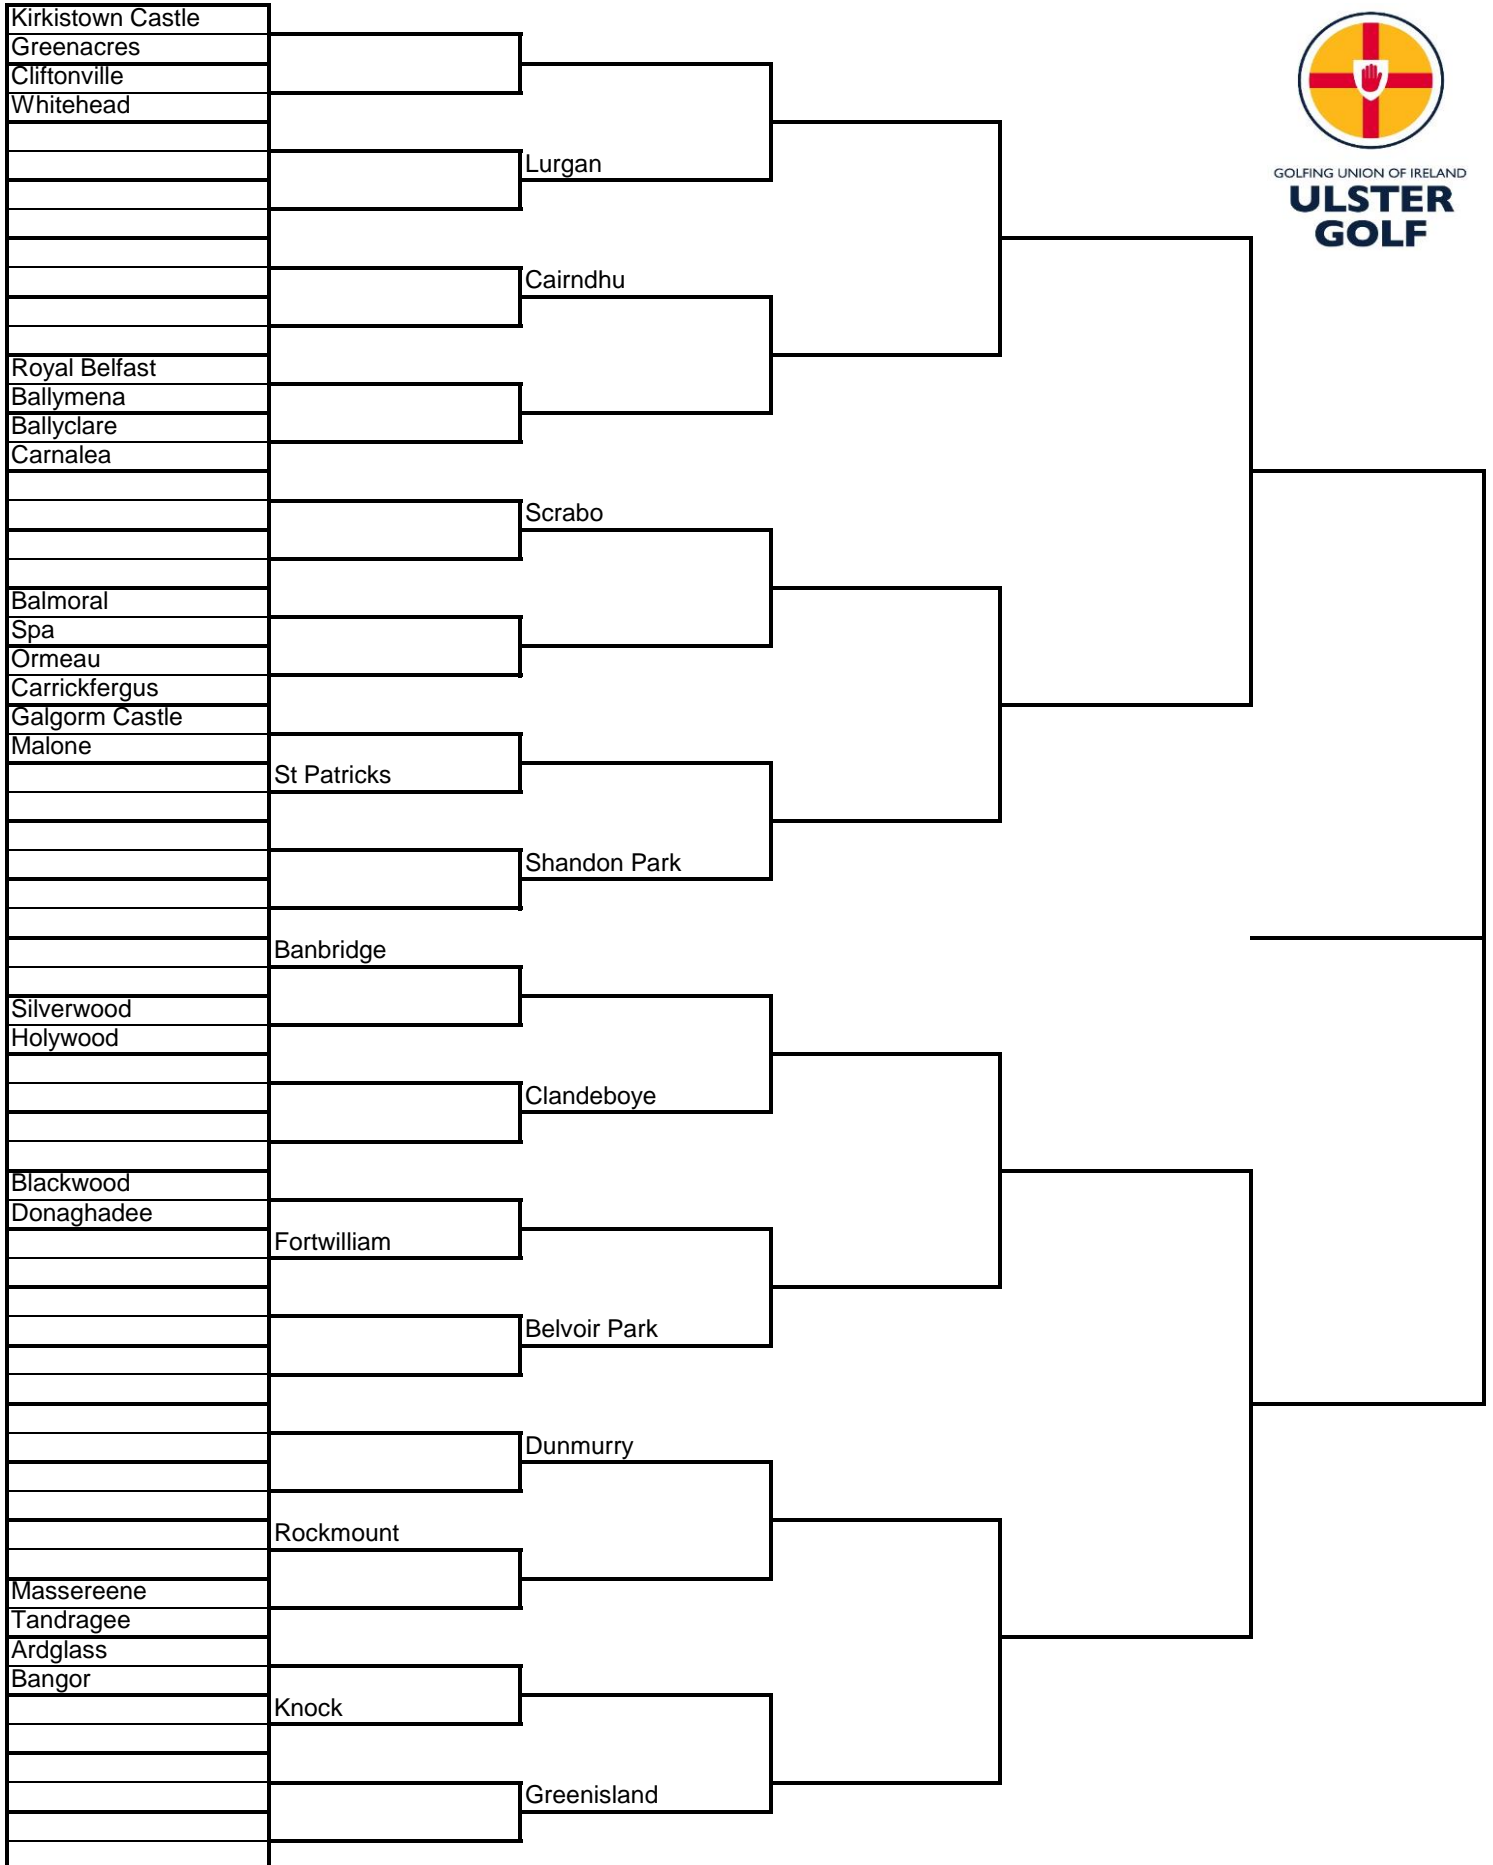 Kirkistown Castle
Greenacres
Cliftonville
Whitehead
GOLFING UNION OF IRELAND
ULSTER
GOLF
Lurgan
Cairndhu
Royal Belfast
Ballymena
Ballyclare
Carnalea
Scrabo
Balmoral
Spa
Ormeau
Carrickfergus
Galgorm Castle
Malone
St Patricks
Shandon Park
Banbridge
Silverwood
Holywood
Clandeboye
Blackwood
Donaghadee
Fortwilliam
Belvoir Park
Dunmurry
Rockmount
Massereene
Tandragee
Ardglass
Bangor
Knock
Greenisland